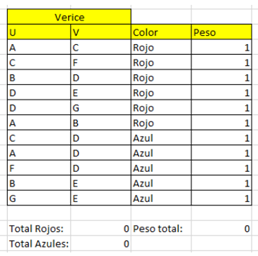 Verice
U V Color Peso
A C Rojo 1
C F Rojo 1
B D Rojo 1
D E Rojo 1
D G Rojo 1
A B Rojo 1
C D Azul 1
A D Azul 1
F D Azul 1
B E Azul 1
G E Azul 1
Total Rojos: 0 Peso total: 0
Total Azules: 0